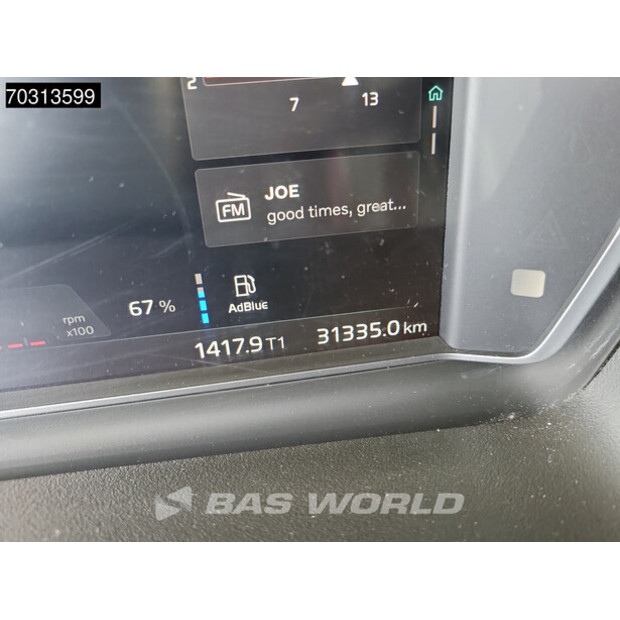 70313599
2
7
13
FM
JOE
good times, great...
67 %
AdBlue
rpm
x100
1417.9 T1
31335.0 km
BAS WORLD